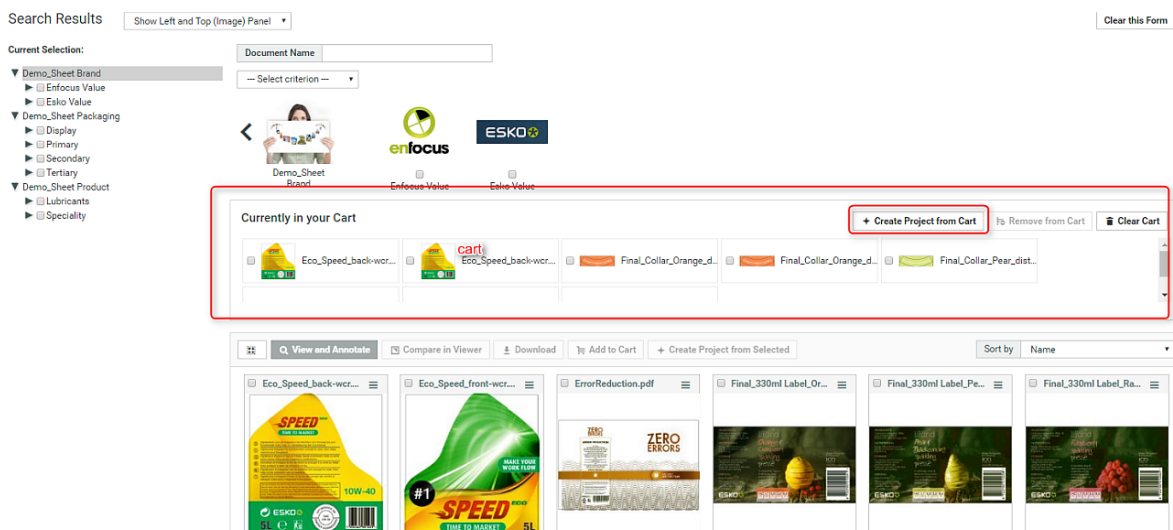 Search Results
Show Left and Top (Image) Panel
Clear this Form
Current Selection:
Demo_Sheet Brand
Enfocus Value
Esko Value
Demo_Sheet Packaging
Display
Primary
Secondary
Tertiary
Demo_Sheet Product
Lubricants
Speciality
Document Name
--- Select criterion ---
enfocus
ESKO
Demo_Sheet
Brand
Enfocus Value
Esko Value
Currently in your Cart
+ Create Project from Cart
Remove from Cart
Clear Cart
cart
Eco_Speed_back-wcr...
Eco_Speed_back-wcr...
Final_Collar_Orange_d...
Final_Collar_Orange_d...
Final_Collar_Pear_dist...
View and Annotate
Compare in Viewer
Download
Add to Cart
+ Create Project from Selected
Sort by
Name
Eco_Speed_back-wcr....
Eco_Speed_front-wcr....
ErrorReduction.pdf
Final_330ml Label_Or...
Final_330ml Label_Pe...
Final_330ml Label_Ra...
SPEED ECO
TIME TO MARKET
10W-40
ESKO
5L
MAKE YOUR
WORK FLOW
#1
SPEED ECO
TIME TO MARKET
5L
ZERO
ERRORS
ZERO
ERRORS
ESKO
ESKO
ESKO